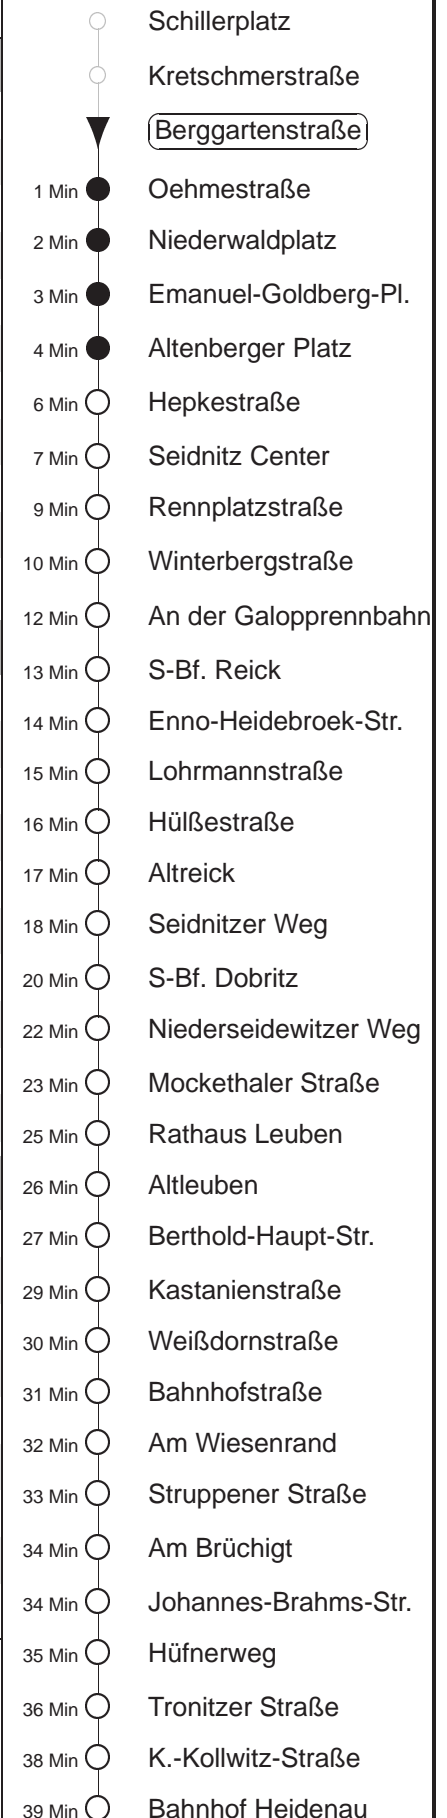 Schillerplatz
Kretschmerstraße
Berggartenstraße
1 Min Oehmestraße
2 Min Niederwaldplatz
3 Min Emanuel-Goldberg-Pl.
4 Min Altenberger Platz
6 Min Hepkestraße
7 Min Seidnitz Center
9 Min Rennplatzstraße
10 Min Winterbergstraße
12 Min An der Galopprennbahn
13 Min S-Bf. Reick
14 Min Enno-Heidebroek-Str.
15 Min Lohrmannstraße
16 Min Hülßestraße
17 Min Altreick
18 Min Seidnitzer Weg
20 Min S-Bf. Dobritz
22 Min Niederseidewitzer Weg
23 Min Mockethaler Straße
25 Min Rathaus Leuben
26 Min Altleuben
27 Min Berthold-Haupt-Str.
29 Min Kastanienstraße
30 Min Weißdornstraße
31 Min Bahnhofstraße
32 Min Am Wiesenrand
33 Min Struppener Straße
34 Min Am Brüchigt
34 Min Johannes-Brahms-Str.
35 Min Hüfnerweg
36 Min Tronitzer Straße
38 Min K.-Kollwitz-Straße
39 Min Bahnhof Heidenau